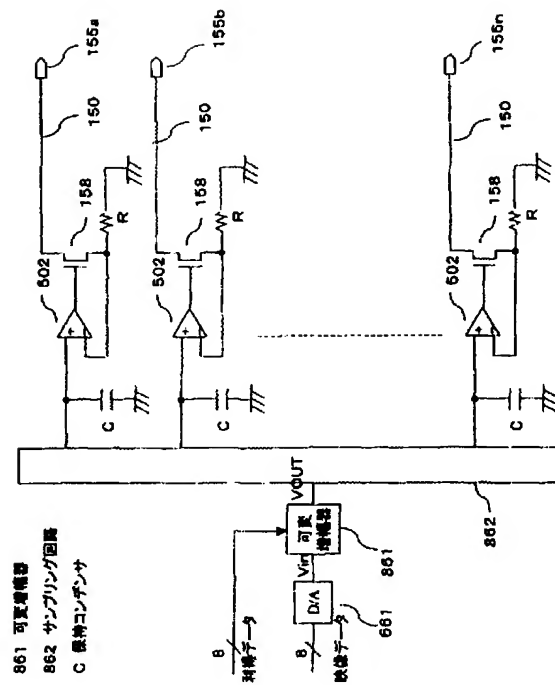 861 可変増幅器
862 サンプリング回路
C 保持コンデンサ
155a
150
158
R
502
+
C
155b
150
158
R
502
+
C
155n
150
158
R
502
+
C
862
VOUT
可変
増幅器
861
Vin
D/A
661
8
利得データ
8
映像データ